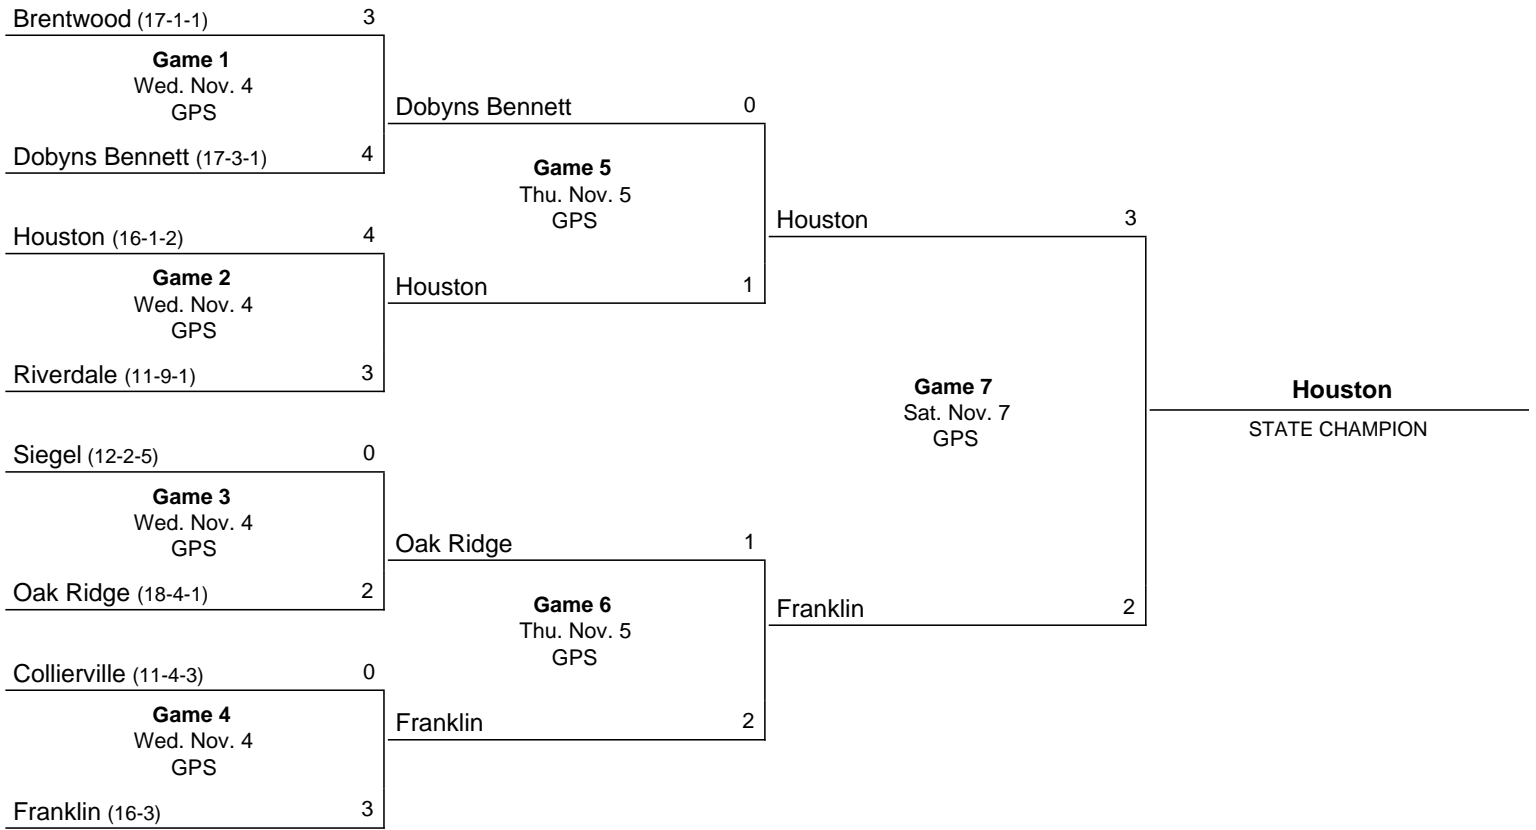 Brentwood (17-1-1) 3
Game 1
Wed. Nov. 4
GPS
Dobyns Bennett (17-3-1) 4
Houston (16-1-2) 4
Game 2
Wed. Nov. 4
GPS
Riverdale (11-9-1) 3
Siegel (12-2-5) 0
Game 3
Wed. Nov. 4
GPS
Oak Ridge (18-4-1) 2
Collierville (11-4-3) 0
Game 4
Wed. Nov. 4
GPS
Franklin (16-3) 3
Dobyns Bennett 0
Game 5
Thu. Nov. 5
GPS
Houston 1
Oak Ridge 1
Game 6
Thu. Nov. 5
GPS
Franklin 2
Houston 3
Game 7
Sat. Nov. 7
GPS
Franklin 2
Houston
STATE CHAMPION